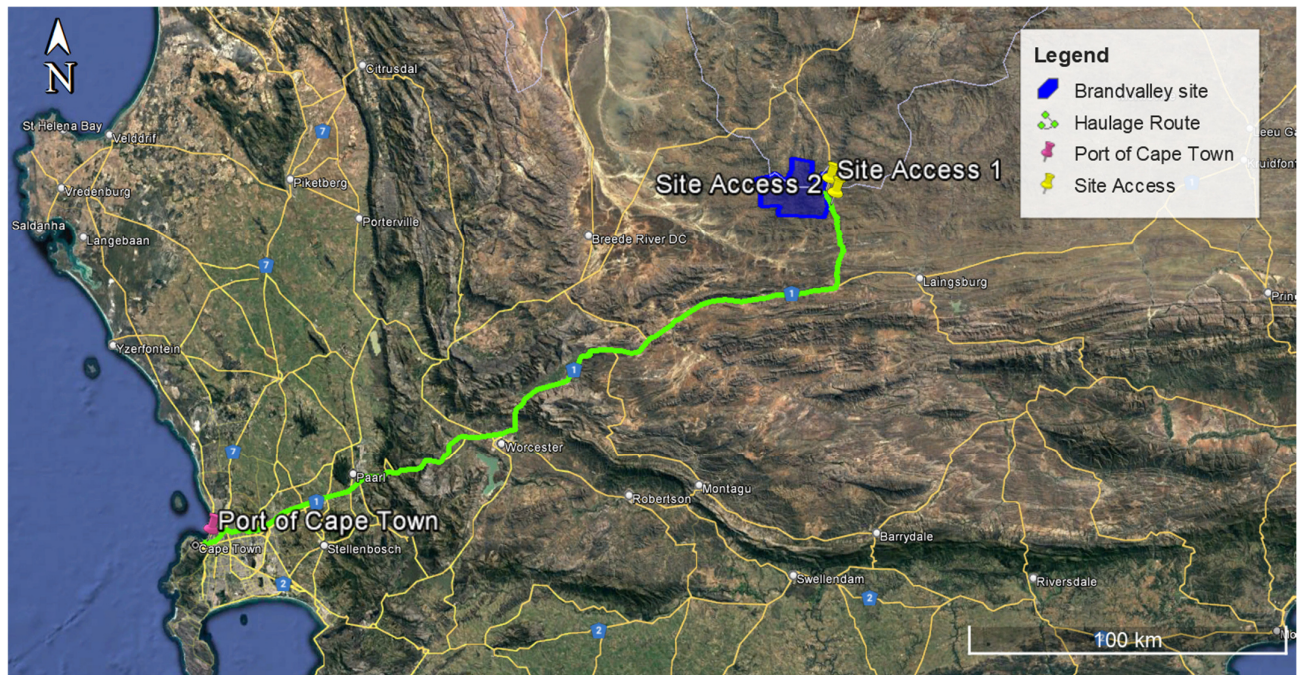 N
Citrusdal
Legend
Brandvalley site
Haulage Route
Port of Cape Town
Site Access
St Helena Bay
Velddrif
7
Vredenburg
Piketberg
Site Access 2
Site Access 1
1
Saldanha
Langebaan
Porterville
Breede River DC
7
Laingsburg
1
Yzerfontein
1
7
Worcester
Paarl
1
Robertson
Montagu
Port of Cape Town
Cape Town
Stellenbosch
Barrydale
2
Swellendam
2
Riversdale
2
100 km